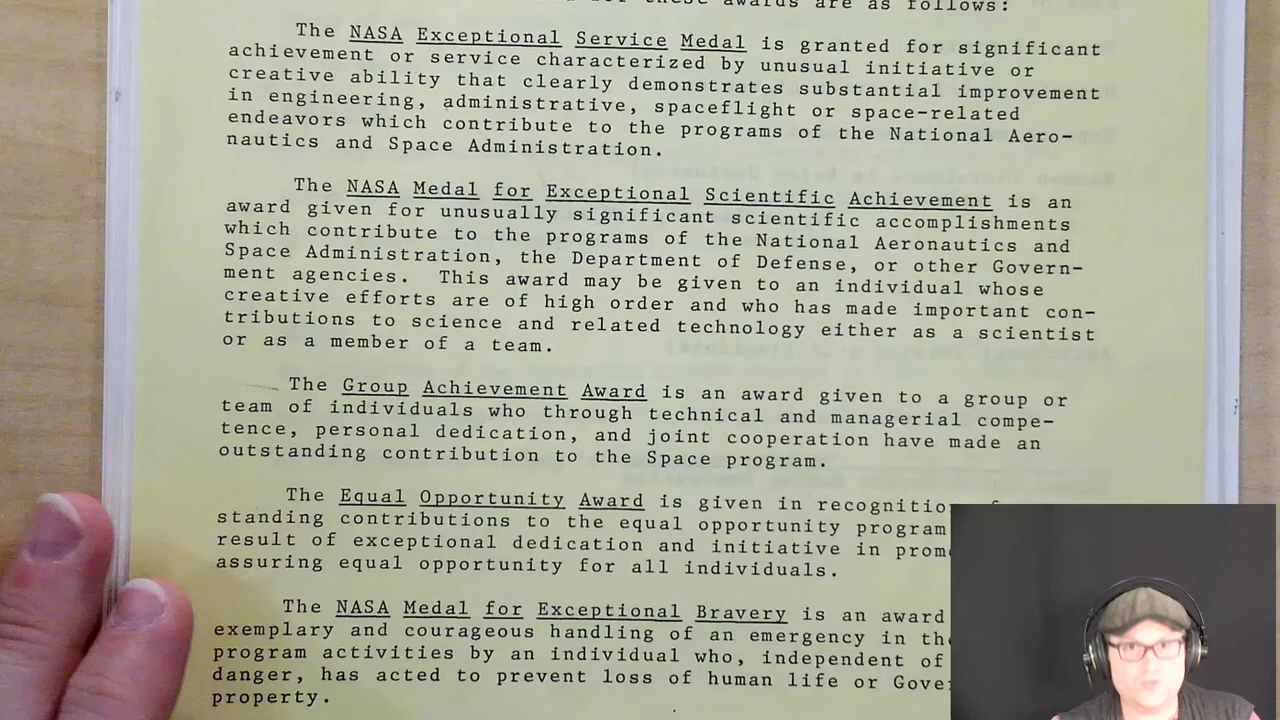 for these awards are as follows:
The NASA Exceptional Service Medal is granted for significant
achievement or service characterized by unusual initiative or
creative ability that clearly demonstrates substantial improvement
in engineering, administrative, spaceflight or space-related
endeavors which contribute to the programs of the National Aero-
nautics and Space Administration.
The NASA Medal for Exceptional Scientific Achievement is an
award given for unusually significant scientific accomplishments
which contribute to the programs of the National Aeronautics and
Space Administration, the Department of Defense, or other Govern-
ment agencies. This award may be given to an individual whose
creative efforts are of high order and who has made important con-
tributions to science and related technology either as a scientist
or as a member of a team.
The Group Achievement Award is an award given to a group or
team of individuals who through technical and managerial compe-
tence, personal dedication, and joint cooperation have made an
outstanding contribution to the Space program.
The Equal Opportunity Award is given in
standing contributions to the equal opportunity program
result of exceptional dedication and initiative in
assuring equal opportunity for all individuals.
The NASA Medal for Exceptional Bravery is an award
exemplary and courageous handling of an emergency in
program activities by an individual who, independent of
danger, has acted to prevent loss of human life or
property.